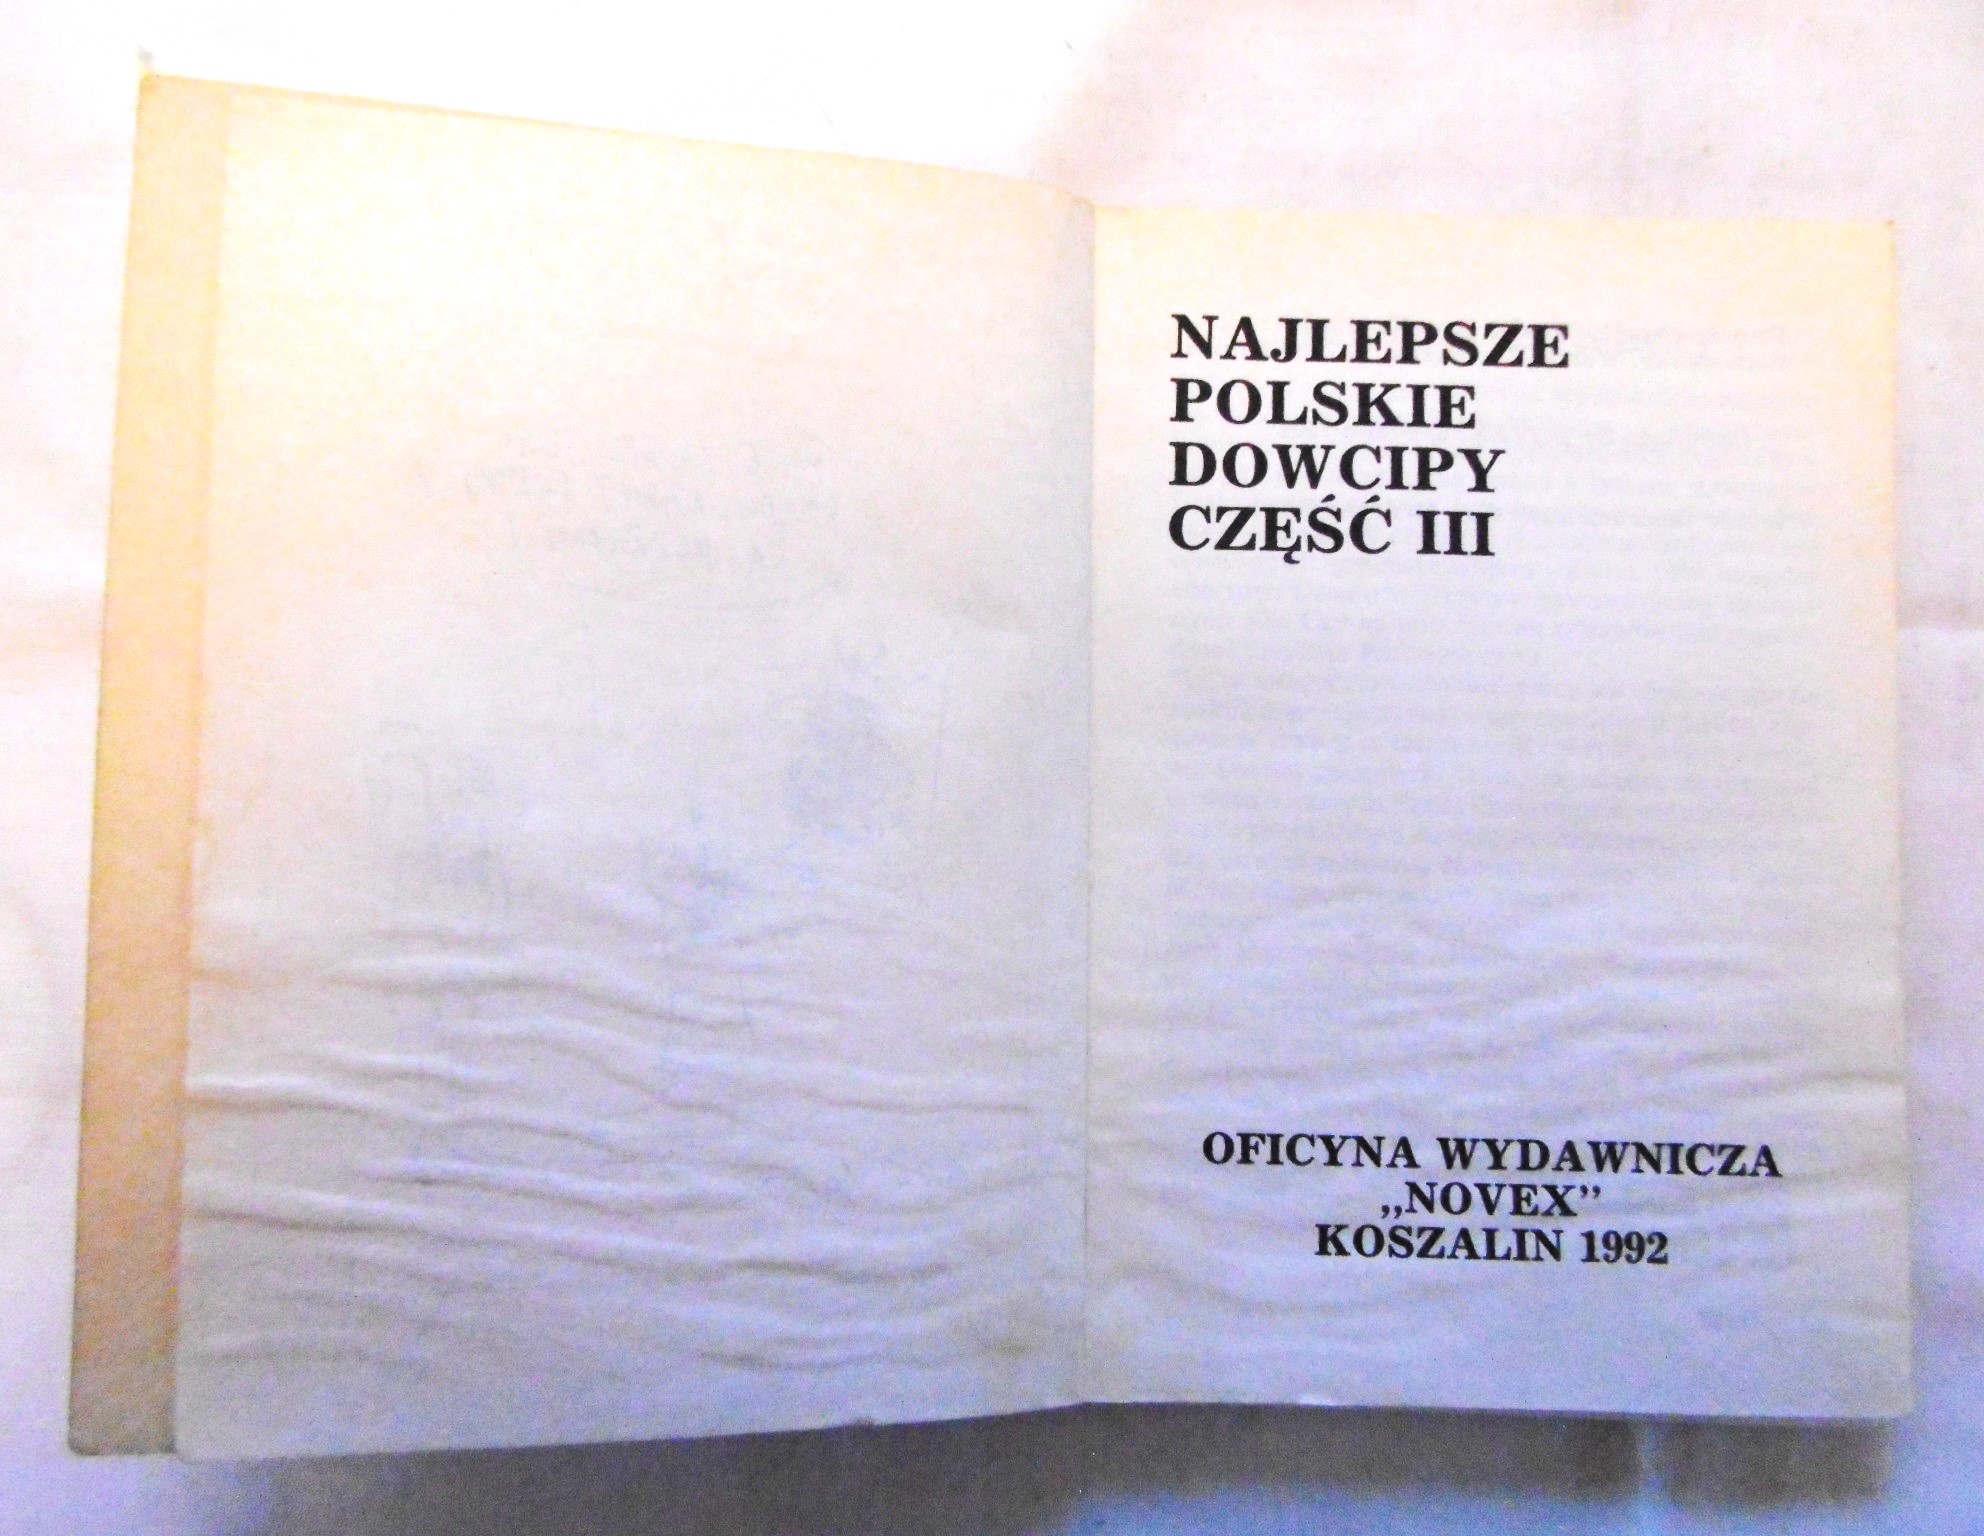 NAJLEPSZE
POLSKIE
DOWCIPY
CZĘŚĆ III
OFICYNA WYDAWNICZA
„NOVEX”
KOSZALIN 1992